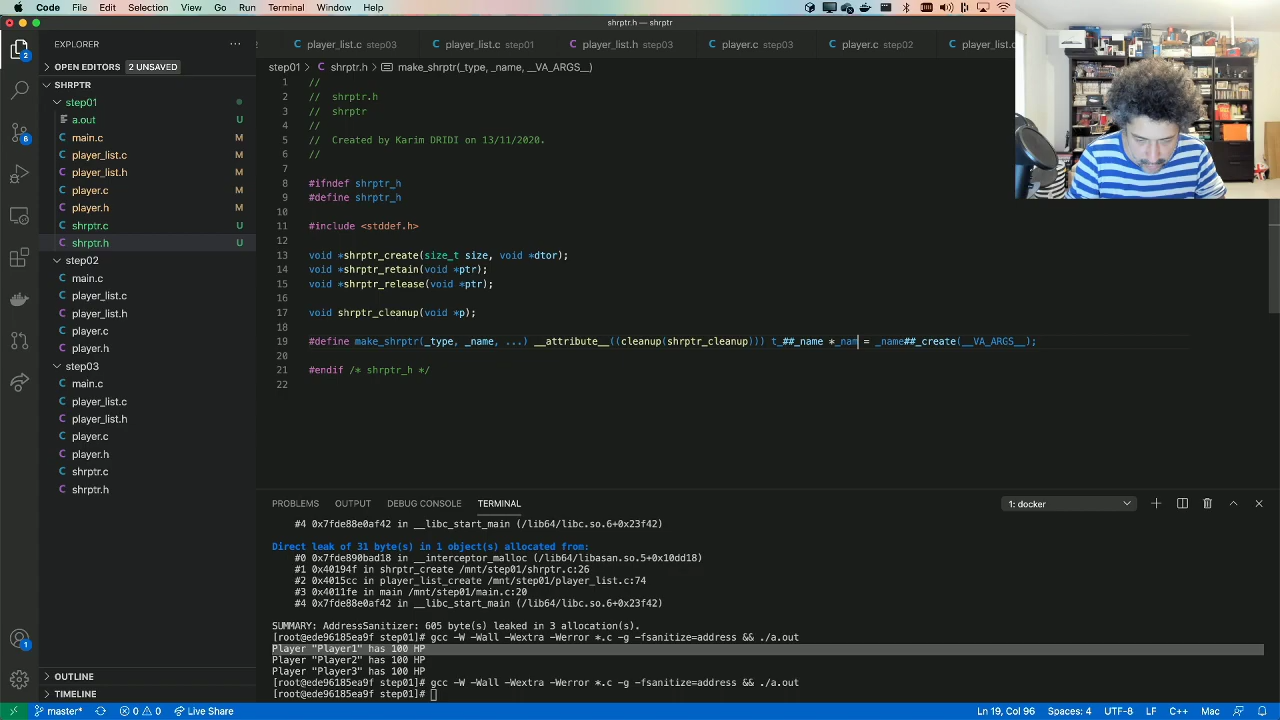 Code File Edit Selection View Go Run Terminal Window Help
shrptr.h — shrptr
EXPLORER
player_list.c step03 player_list.c step01 player_list.h step03 player.c step03 player.c step02 player_list.
OPEN EDITORS 2 UNSAVED
step01 > shrptr.h > make_shrptr(_type, _name, __VA_ARGS__)
SHRPTR
step01
a.out U
main.c M
player_list.c M
player_list.h M
player.c M
player.h M
shrptr.c U
shrptr.h U
step02
main.c
player_list.c
player_list.h
player.c
player.h
step03
main.c
player_list.c
player_list.h
player.c
player.h
shrptr.c
shrptr.h
OUTLINE
TIMELINE
1 //
2 // shrptr.h
3 // shrptr
4 //
5 // Created by Karim DRIDI on 13/11/2020.
6 //
7
8 #ifndef shrptr_h
9 #define shrptr_h
10
11 #include <stddef.h>
12
13 void *shrptr_create(size_t size, void *dtor);
14 void *shrptr_retain(void *ptr);
15 void *shrptr_release(void *ptr);
16
17 void shrptr_cleanup(void *p);
18
19 #define make_shrptr(_type, _name, ...) __attribute__((cleanup(shrptr_cleanup))) t_##_name *_nam = _name##_create(__VA_ARGS__);
20
21 #endif /* shrptr_h */
22
PROBLEMS OUTPUT DEBUG CONSOLE TERMINAL 1: docker
#4 0x7fde88e0af42 in __libc_start_main (/lib64/libc.so.6+0x23f42)
Direct leak of 31 byte(s) in 1 object(s) allocated from:
#0 0x7fde890bad18 in __interceptor_malloc (/lib64/libasan.so.5+0x10dd18)
#1 0x40194f in shrptr_create /mnt/step01/shrptr.c:26
#2 0x4015cc in player_list_create /mnt/step01/player_list.c:74
#3 0x4011fe in main /mnt/step01/main.c:20
#4 0x7fde88e0af42 in __libc_start_main (/lib64/libc.so.6+0x23f42)
SUMMARY: AddressSanitizer: 605 byte(s) leaked in 3 allocation(s).
[root@ede96185ea9f step01]# gcc -W -Wall -Wextra -Werror *.c -g -fsanitize=address && ./a.out
Player "Player1" has 100 HP
Player "Player2" has 100 HP
Player "Player3" has 100 HP
[root@ede96185ea9f step01]# gcc -W -Wall -Wextra -Werror *.c -g -fsanitize=address && ./a.out
[root@ede96185ea9f step01]#
master* 0 0 Live Share Ln 19, Col 96 Spaces: 4 UTF-8 LF C++ Mac